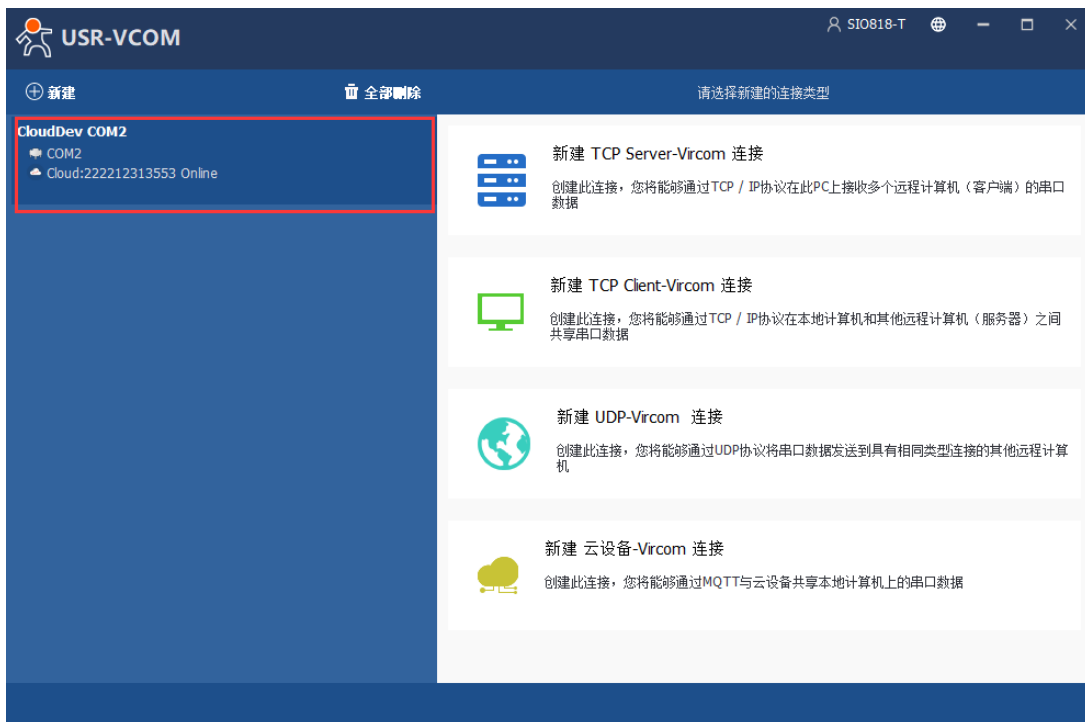 USR-VCOM
SIO818-T
新建
全部删除
请选择新建的连接类型
CloudDev COM2
COM2
Cloud:222212313553 Online
新建 TCP Server-Vircom 连接
创建此连接，您将能够通过TCP / IP协议在此PC上接收多个远程计算机（客户端）的串口
数据
新建 TCP Client-Vircom 连接
创建此连接，您将能够通过TCP / IP协议在本地计算机和其他远程计算机（服务器）之间
共享串口数据
新建 UDP-Vircom 连接
创建此连接，您将能够通过UDP协议将串口数据发送到具有相同类型连接的其他远程计算
机
新建 云设备-Vircom 连接
创建此连接，您将能够通过MQTT与云设备共享本地计算机上的串口数据